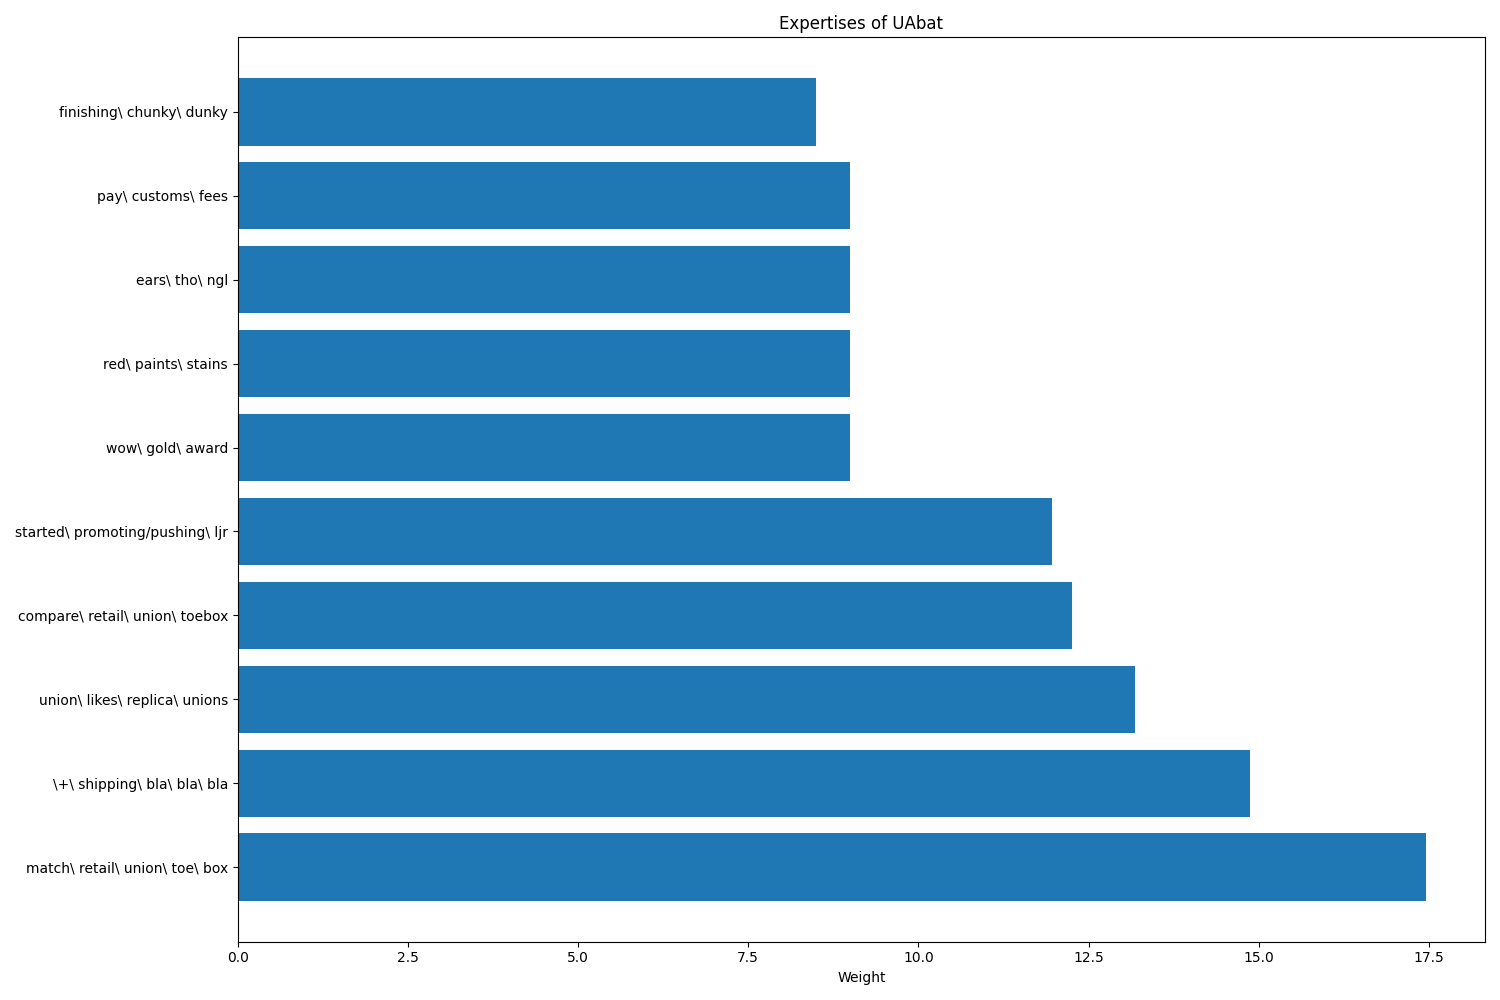 Expertises of UAbat
finishing\ chunky\ dunky
pay\ customs\ fees
ears\ tho\ ngl
red\ paints\ stains
wow\ gold\ award
started\ promoting/pushing\ ljr
compare\ retail\ union\ toebox
union\ likes\ replica\ unions
\+\ shipping\ bla\ bla\ bla
match\ retail\ union\ toe\ box
0.0 2.5 5.0 7.5 10.0 12.5 15.0 17.5
Weight